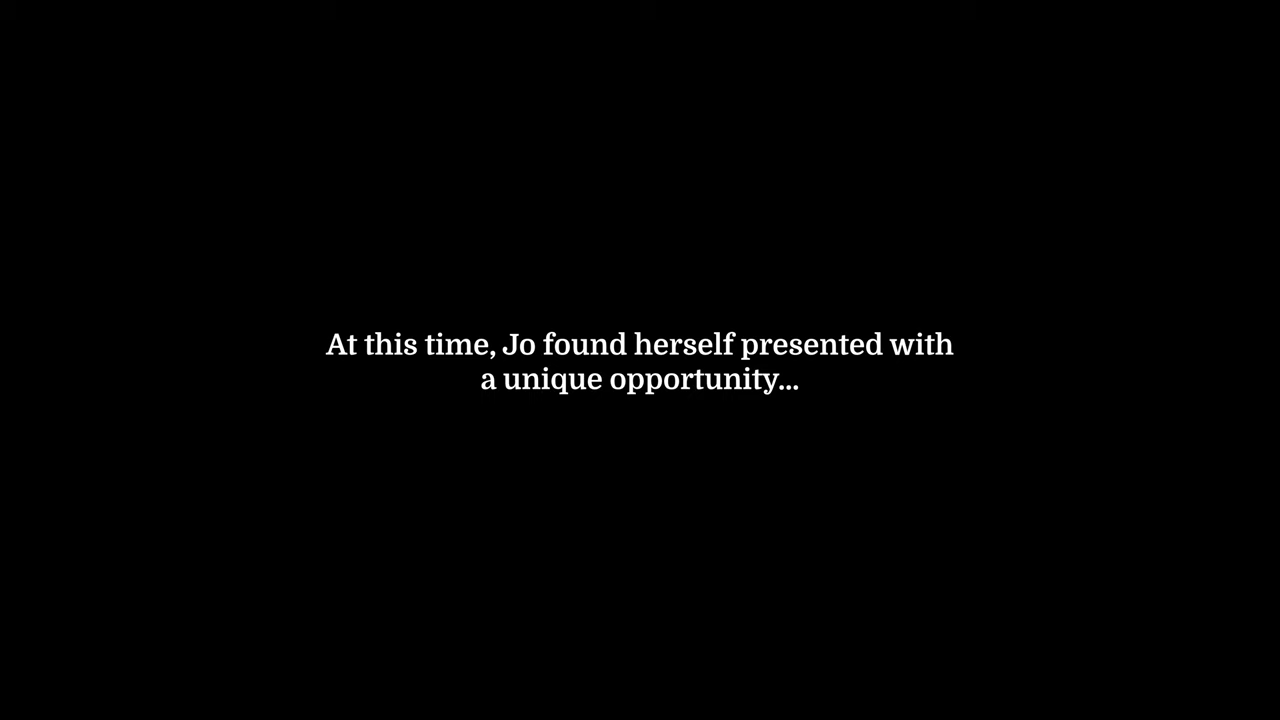 At this time, Jo found herself presented with
a unique opportunity...